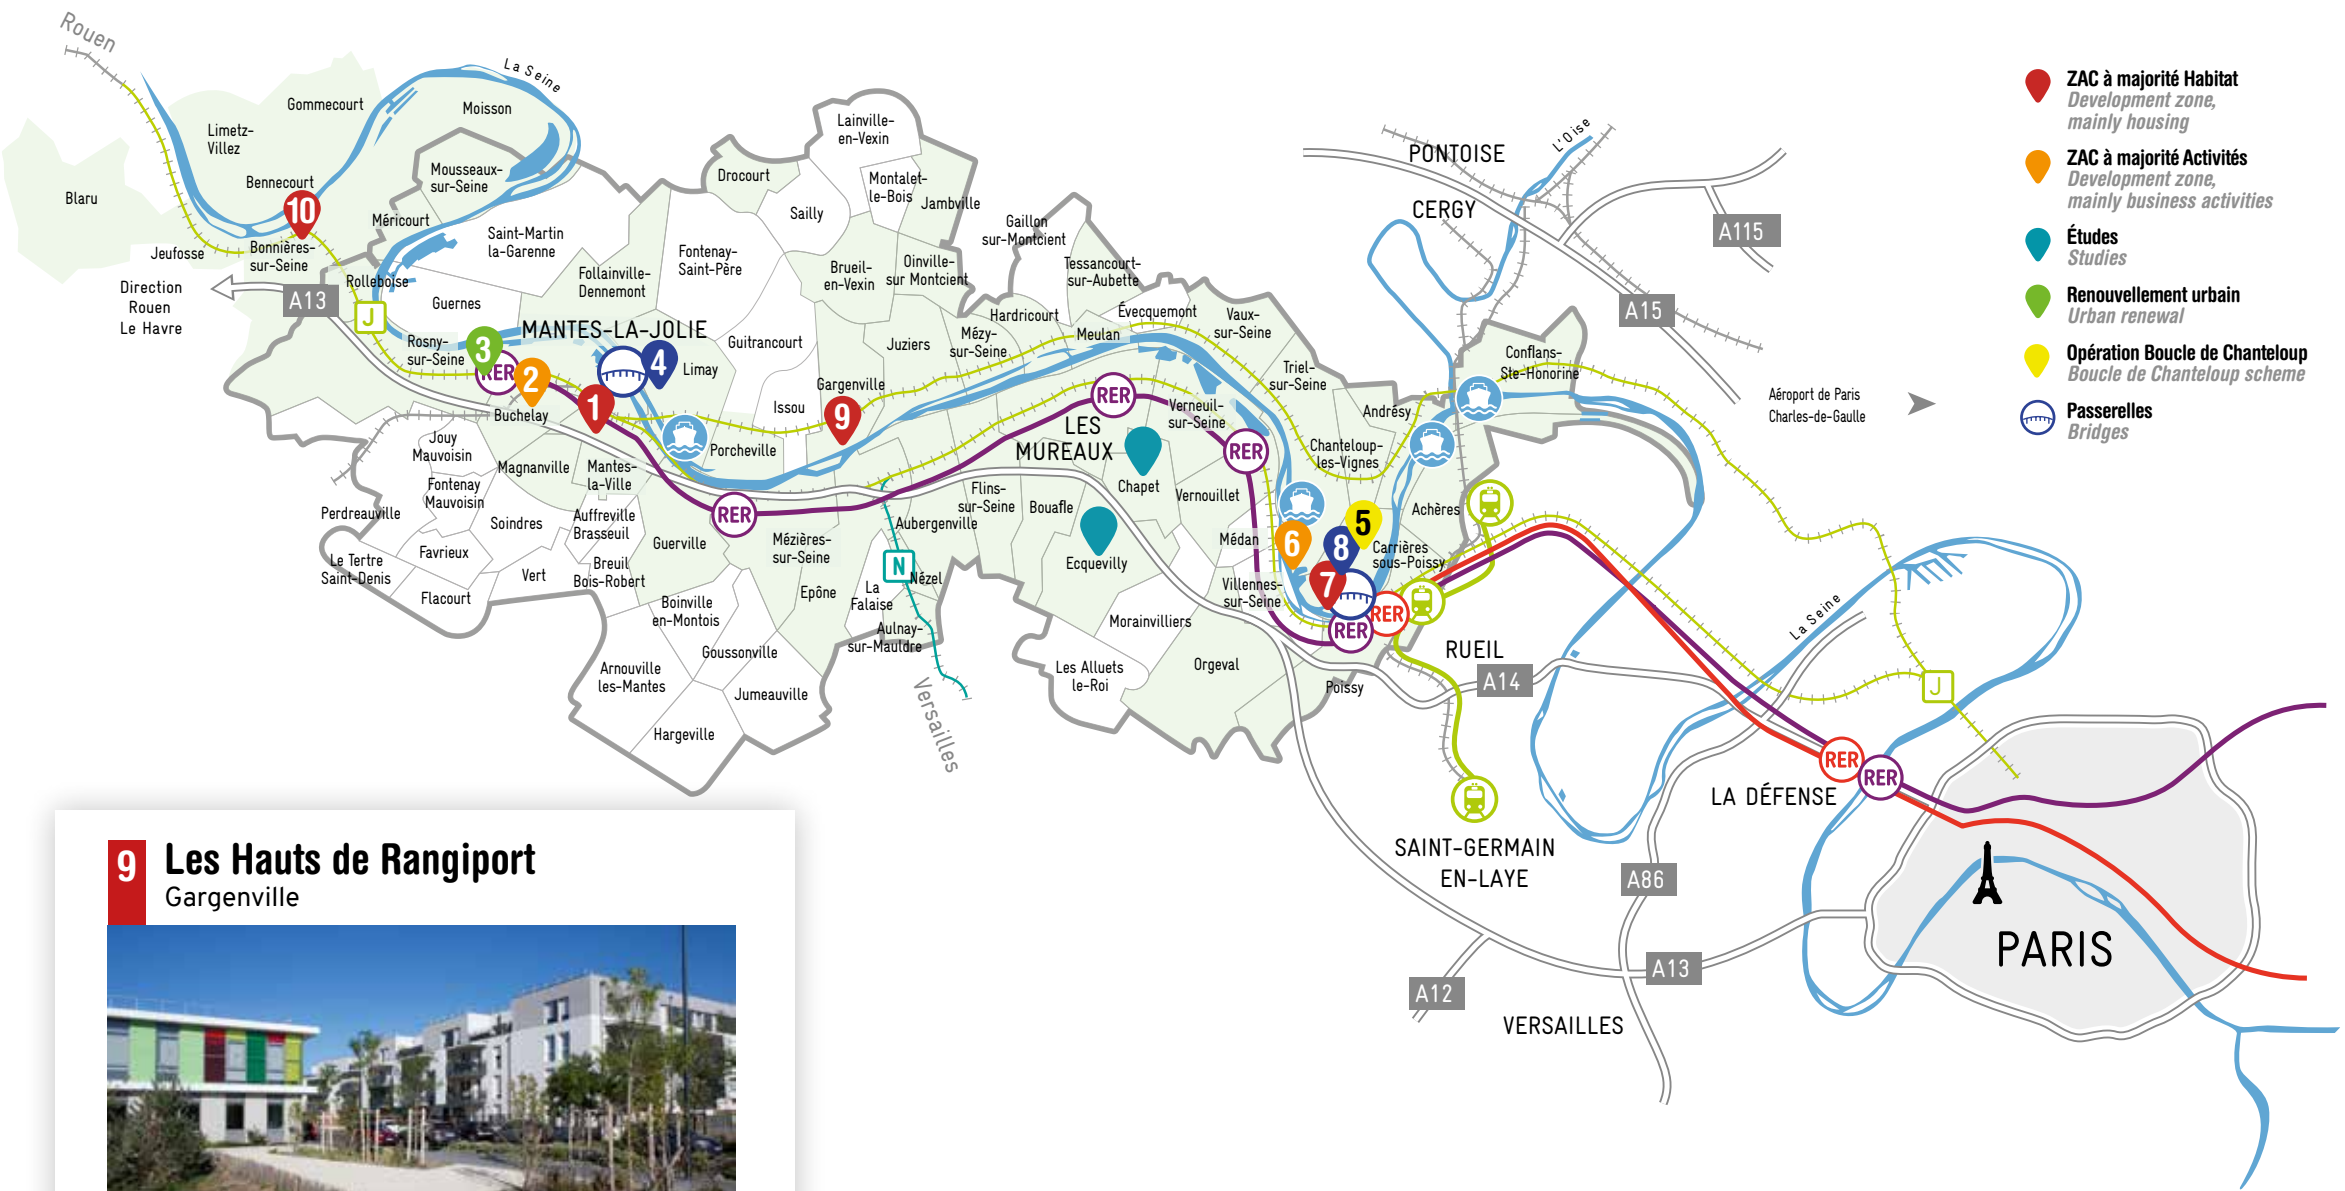 Rouen
La Seine
Gommecourt
Moisson
Limetz-
Villez
Bennecourt
Blaru
10
Mousseaux-
sur-Seine
Méricourt
Jeufosse
Bonnières-
sur-Seine
Direction
Rouen
Le Havre
A13
Rolleboise
J
Saint-Martin
la-Garenne
Guernes
Follainville-
Dennemont
Fontenay-
Saint-Père
Drocourt
Sailly
Lainville-
en-Vexin
Montalet-
le-Bois
Jambville
Brueil-
en-Vexin
Oinville-
sur Montcient
Gaillon
sur-Montcient
Tessancourt-
sur-Aubette
Hardricourt
Évecquemont
Vaux-
sur-Seine
Mézy-
sur-Seine
Meulan
Juziers
Guitrancourt
Gargenville
Issou
9
MANTES-LA-JOLIE
Rosny-
sur-Seine
3
RER
2
1
4
Limay
Buchelay
Porcheville
Jouy
Mauvoisin
Magnanville
Mantes-
la-Ville
Fontenay
Mauvoisin
Perdreauville
Soindres
Auffreville
Brasseuil
RER
Le Tertre
Saint-Denis
Favrieux
Vert
Breuil
Bois-Robert
Flacourt
Guerville
Mézières-
sur-Seine
Epône
Boinville
en-Montois
Goussonville
Arnouville
les-Mantes
Jumeauville
Hargeville
La
Falaise
Aubergenville
N
Nézel
Aulnay-
sur-Mauldre
Versailles
Flins-
sur-Seine
Bouafle
LES
MUREAUX
RER
Chapet
Ecquevilly
Verneuil-
sur-Seine
Vernouillet
RER
Triel-
sur-Seine
Andrésy
Chanteloup-
les-Vignes
Conflans-
Ste-Honorine
Achères
Médan
6
5
8
7
Carrières
sous-Poissy
Villennes-
sur-Seine
RER
RER
Morainvilliers
Les Alluets
le-Roi
Orgeval
Poissy
PONTOISE
CERGY
L'Oise
A115
A15
Aéroport de Paris
Charles-de-Gaulle
RUEIL
A14
La Seine
J
SAINT-GERMAIN
EN-LAYE
LA DÉFENSE
RER
RER
A86
A13
A12
VERSAILLES
PARIS
ZAC à majorité Habitat
Development zone,
mainly housing
ZAC à majorité Activités
Development zone,
mainly business activities
Études
Studies
Renouvellement urbain
Urban renewal
Opération Boucle de Chanteloup
Boucle de Chanteloup scheme
Passerelles
Bridges
9
Les Hauts de Rangiport
Gargenville